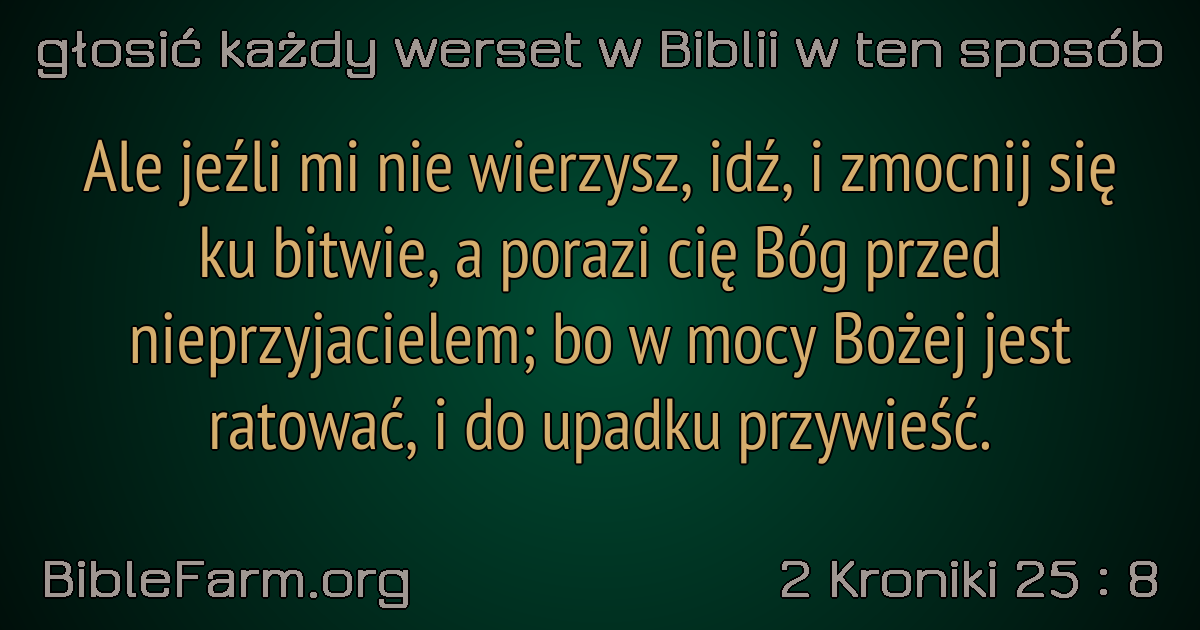 głosić każdy werset w Biblii w ten sposób
Ale jeźli mi nie wierzysz, idź, i zmocnij się
ku bitwie, a porazi cię Bóg przed
nieprzyjacielem; bo w mocy Bożej jest
ratować, i do upadku przywieść.
BibleFarm.org
2 Kroniki 25 : 8